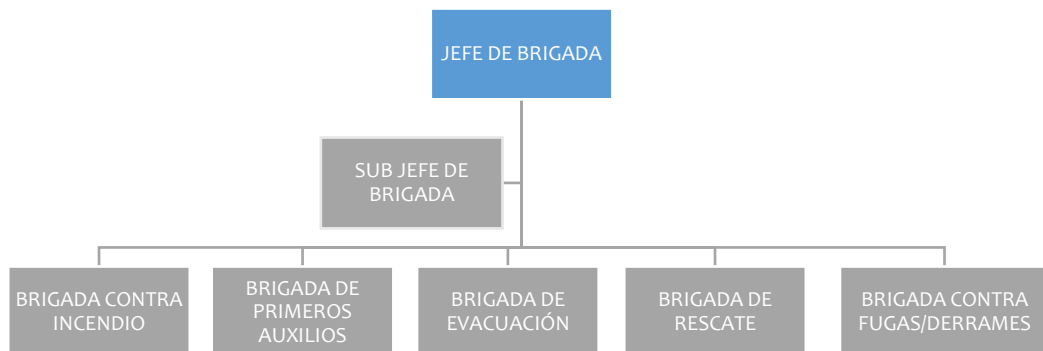 JEFE DE BRIGADA
SUB JEFE DE
BRIGADA
BRIGADA CONTRA
INCENDIO
BRIGADA DE
PRIMEROS
AUXILIOS
BRIGADA DE
EVACUACIÓN
BRIGADA DE
RESCATE
BRIGADA CONTRA
FUGAS/DERRAMES